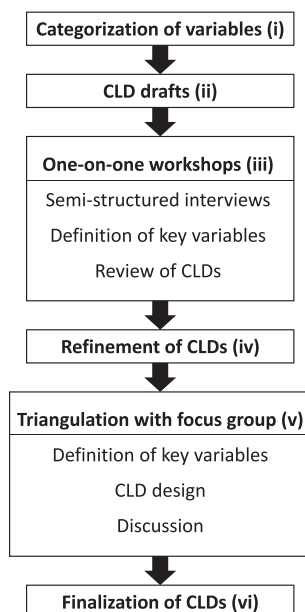 Categorization of variables (i)
CLD drafts (ii)
One-on-one workshops (iii)
Semi-structured interviews
Definition of key variables
Review of CLDs
Refinement of CLDs (iv)
Triangulation with focus group (v)
Definition of key variables
CLD design
Discussion
Finalization of CLDs (vi)